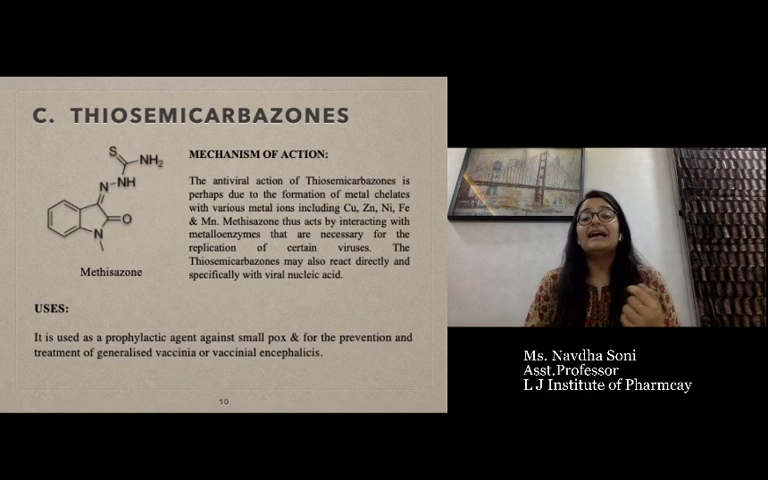 C. THIOSEMICARBAZONES
S
NH2
NH
N
O
N
Methisazone
MECHANISM OF ACTION:
The antiviral action of Thiosemicarbazones is
perhaps due to the formation of metal chelates
with various metal ions including Cu, Zn, Ni, Fe
& Mn. Methisazone thus acts by interacting with
metalloenzymes that are necessary for the
replication of certain viruses. The
Thiosemicarbazones may also react directly and
specifically with viral nucleic acid.
USES:
It is used as a prophylactic agent against small pox & for the prevention and
treatment of generalised vaccinia or vaccinial encephalicis.
10
Ms. Navdha Soni
Asst.Professor
L J Institute of Pharmcay